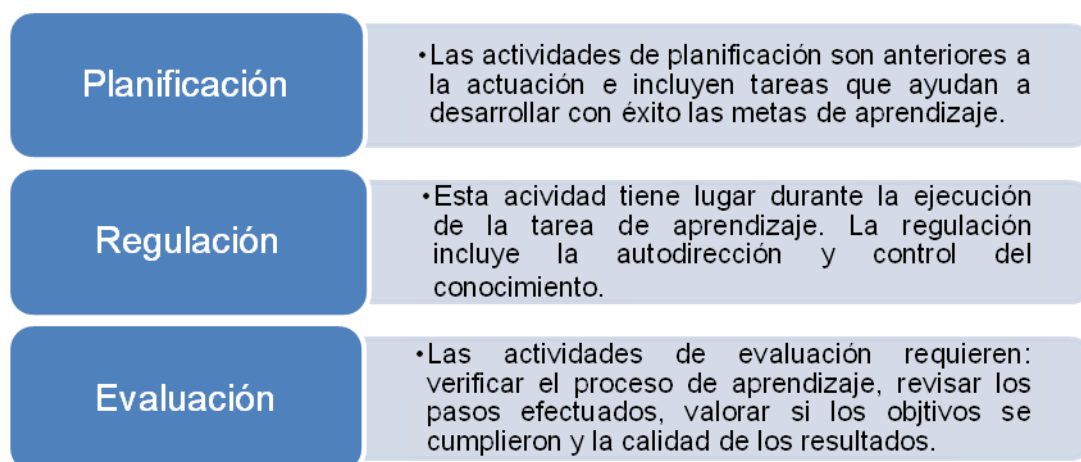 Planificación
•Las actividades de planificación son anteriores a
la actuación e incluyen tareas que ayudan a
desarrollar con éxito las metas de aprendizaje.
Regulación
•Esta acividad tiene lugar durante la ejecución
de la tarea de aprendizaje. La regulación
incluye la autodirección y control del
conocimiento.
Evaluación
•Las actividades de evaluación requieren:
verificar el proceso de aprendizaje, revisar los
pasos efectuados, valorar si los objtivos se
cumplieron y la calidad de los resultados.